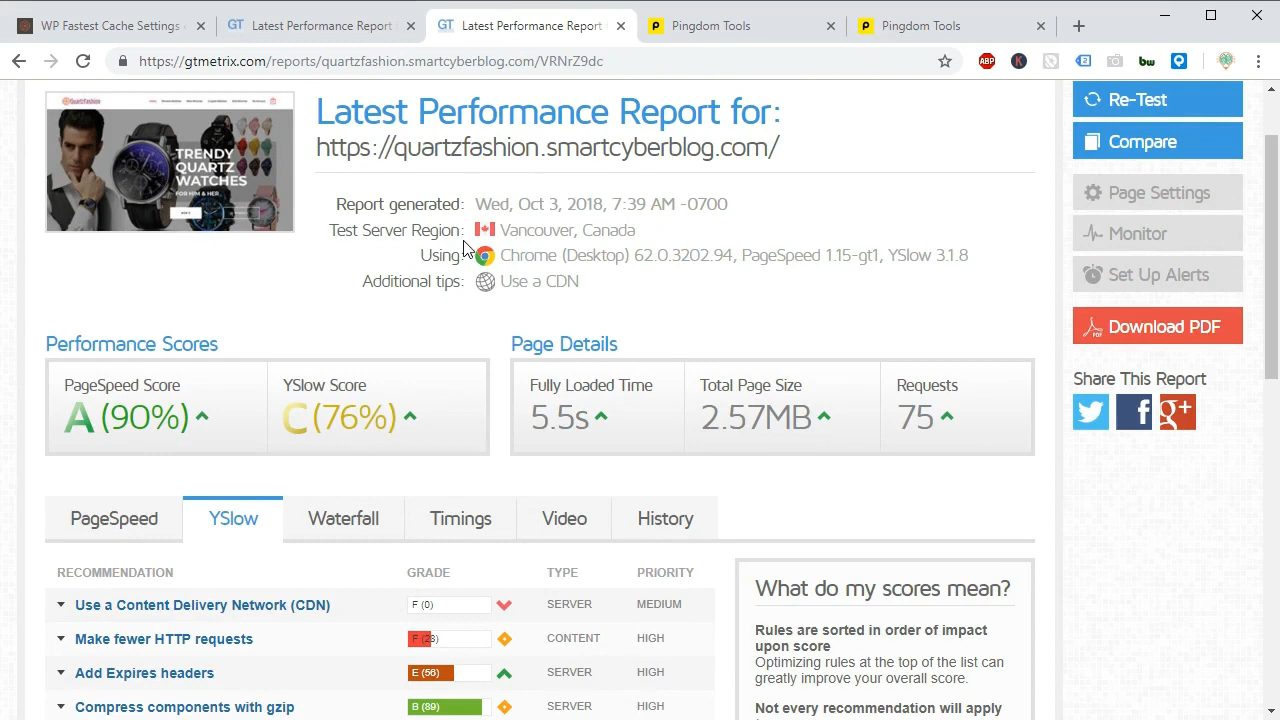 WP Fastest Cache Settings
Latest Performance Report
Latest Performance Report
Pingdom Tools
Pingdom Tools
https://gtmetrix.com/reports/quartzfashion.smartcyberblog.com/VRNrZ9dc
Quartzfashion
TRENDY
QUARTZ
WATCHES
FOR HIM & HER
Latest Performance Report for:
https://quartzfashion.smartcyberblog.com/
Report generated: Wed, Oct 3, 2018, 7:39 AM -0700
Test Server Region: Vancouver, Canada
Using: Chrome (Desktop) 62.0.3202.94, PageSpeed 1.15-gt1, YSlow 3.1.8
Additional tips: Use a CDN
Re-Test
Compare
Page Settings
Monitor
Set Up Alerts
Download PDF
Share This Report
Performance Scores
PageSpeed Score
A (90%)
YSlow Score
C (76%)
Page Details
Fully Loaded Time
5.5s
Total Page Size
2.57MB
Requests
75
PageSpeed YSlow Waterfall Timings Video History
RECOMMENDATION GRADE TYPE PRIORITY
Use a Content Delivery Network (CDN) F (0) SERVER MEDIUM
Make fewer HTTP requests F (23) CONTENT HIGH
Add Expires headers E (56) SERVER HIGH
Compress components with gzip B (89) SERVER HIGH
What do my scores mean?
Rules are sorted in order of impact
upon score
Optimizing rules at the top of the list can
greatly improve your overall score.
Not every recommendation will apply